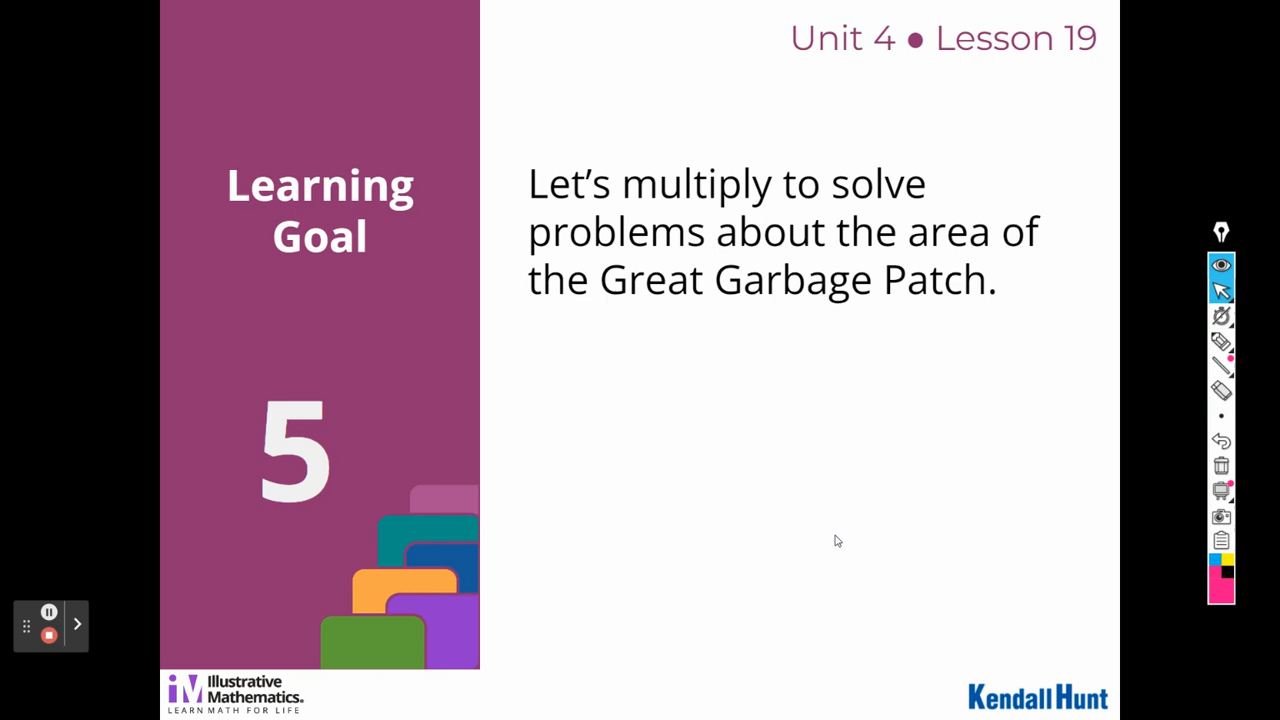 Unit 4 ● Lesson 19
Learning
Goal
Let’s multiply to solve
problems about the area of
the Great Garbage Patch.
5
Illustrative
Mathematics.
LEARN MATH FOR LIFE
Kendall Hunt